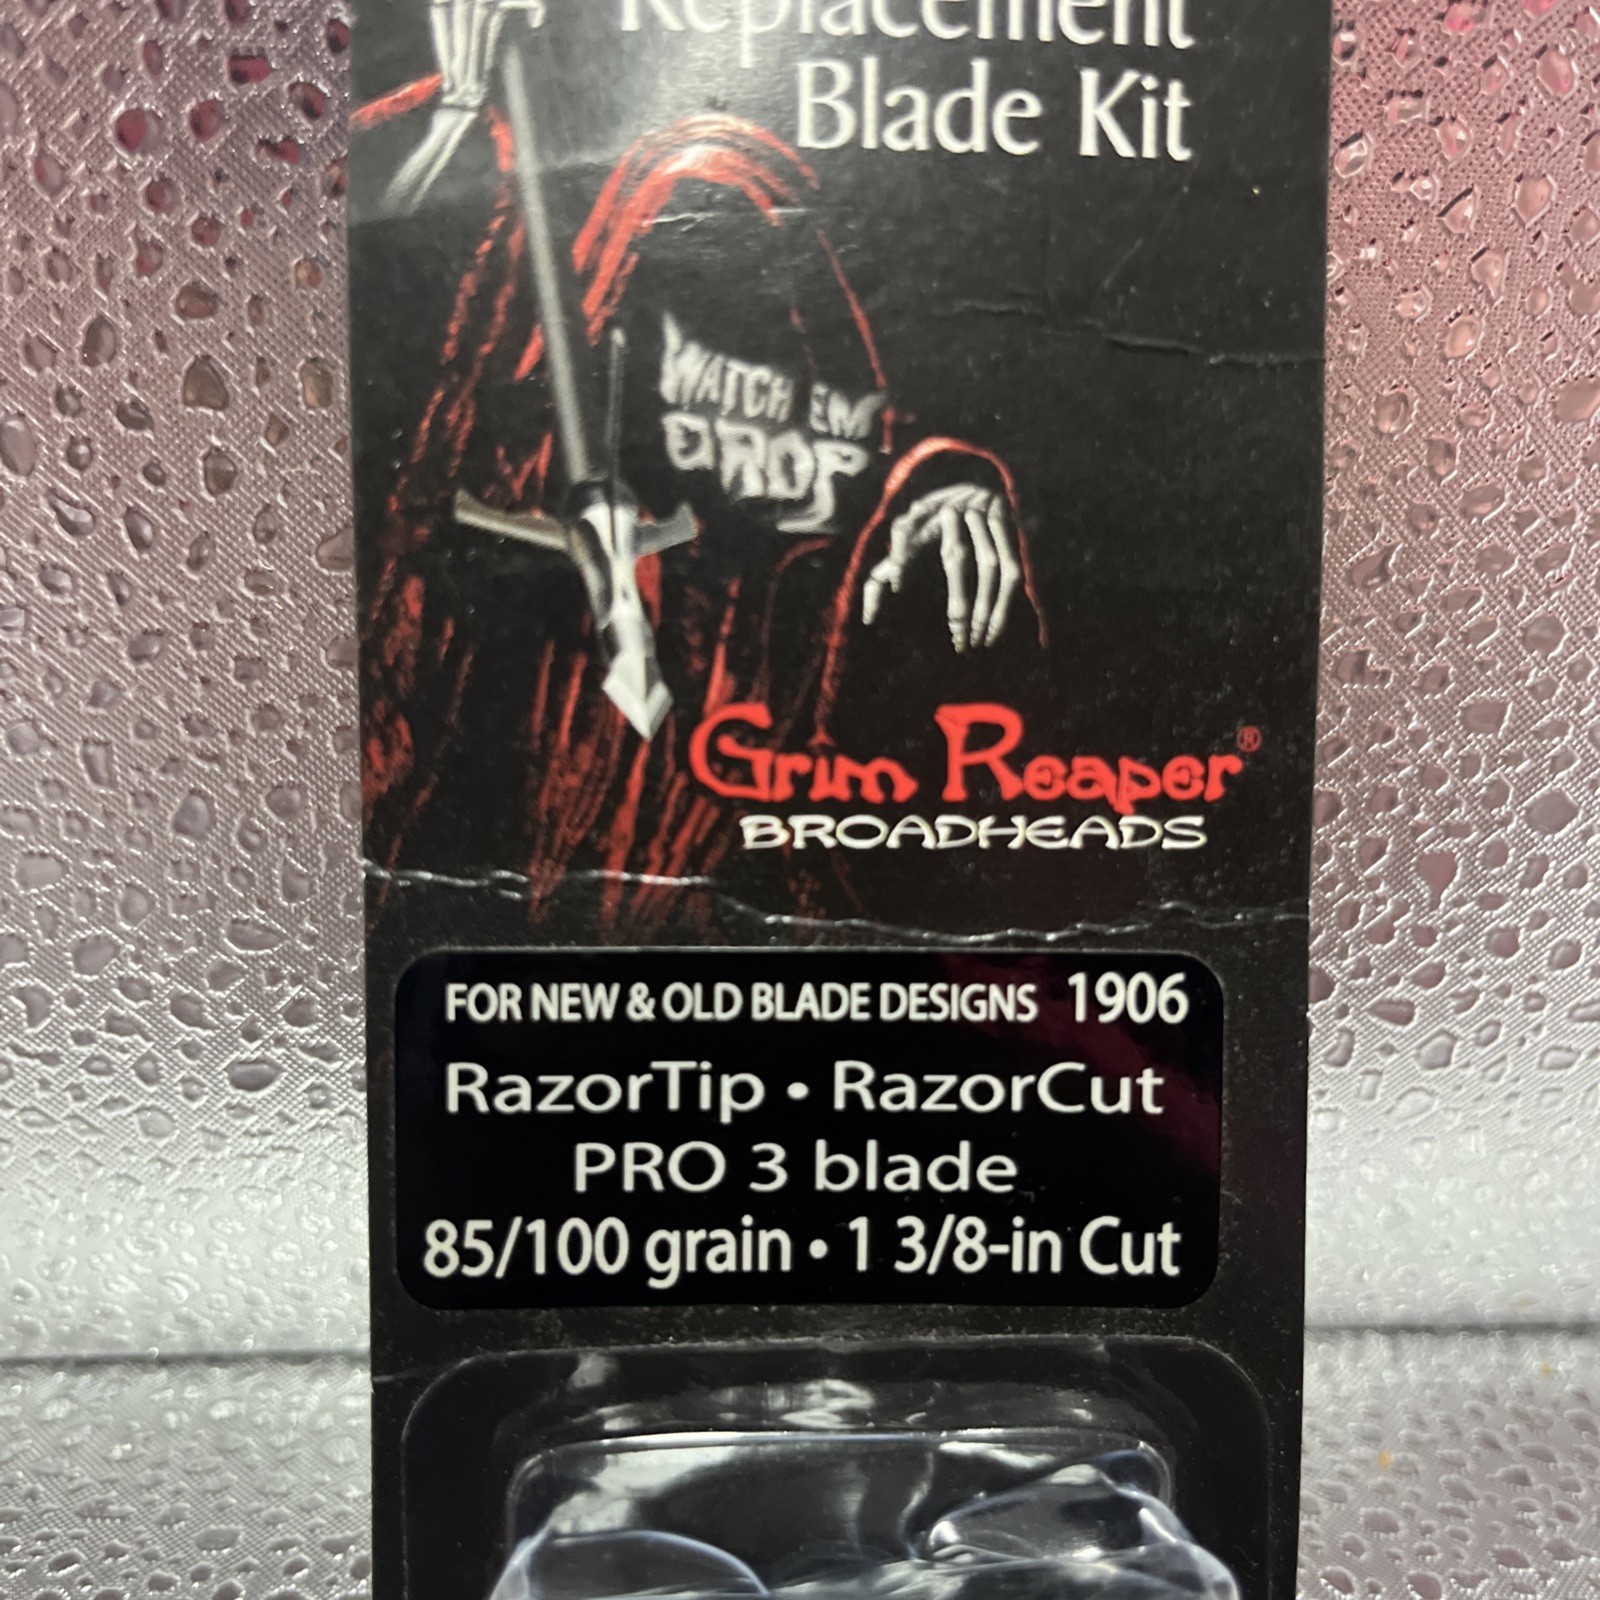 Replacement
Blade Kit
WATCH EM
DROP
Grim Reaper®
BROADHEADS
FOR NEW & OLD BLADE DESIGNS 1906
RazorTip • RazorCut
PRO 3 blade
85/100 grain • 1 3/8-in Cut